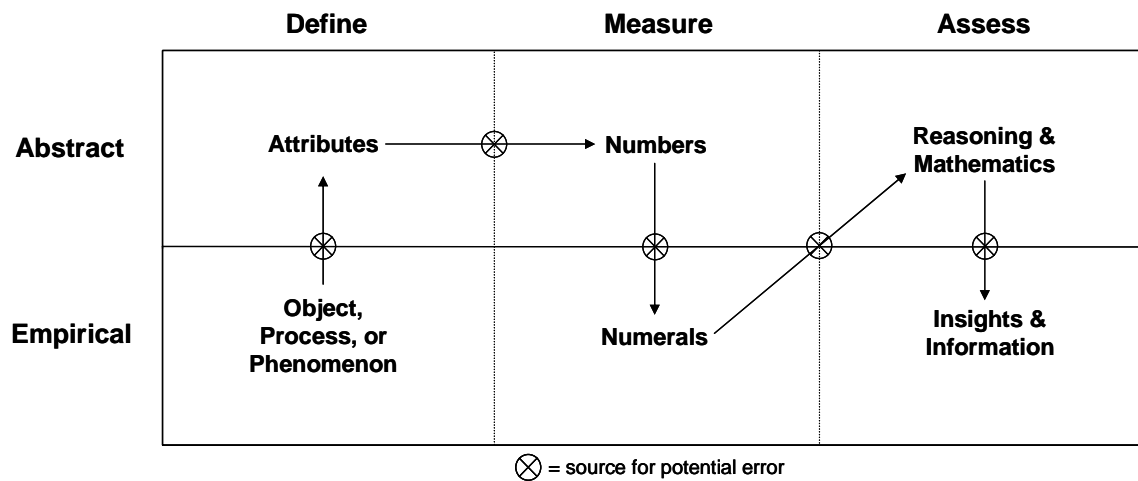 Define Measure Assess
Abstract
Attributes
Numbers
Reasoning &
Mathematics
Empirical
Object,
Process, or
Phenomenon
Numerals
Insights &
Information
= source for potential error